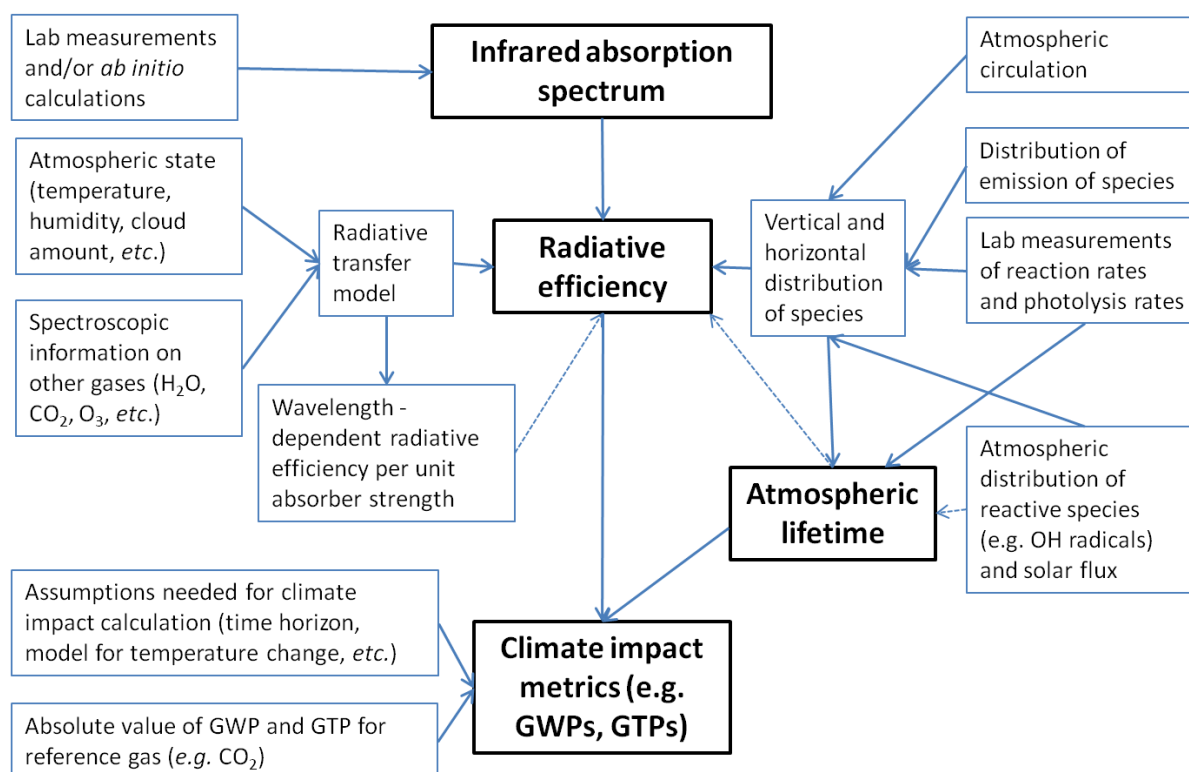 Lab measurements
and/or ab initio
calculations
Infrared absorption
spectrum
Atmospheric
circulation
Atmospheric state
(temperature,
humidity, cloud
amount, etc.)
Distribution of
emission of species
Radiative
transfer
model
Radiative
efficiency
Vertical and
horizontal
distribution
of species
Lab measurements
of reaction rates
and photolysis rates
Spectroscopic
information on
other gases (H₂O,
CO₂, O₃, etc.)
Wavelength -
dependent radiative
efficiency per unit
absorber strength
Atmospheric
lifetime
Atmospheric
distribution of
reactive species
(e.g. OH radicals)
and solar flux
Assumptions needed for climate
impact calculation (time horizon,
model for temperature change, etc.)
Climate impact
metrics (e.g.
GWPs, GTPs)
Absolute value of GWP and GTP for
reference gas (e.g. CO₂)